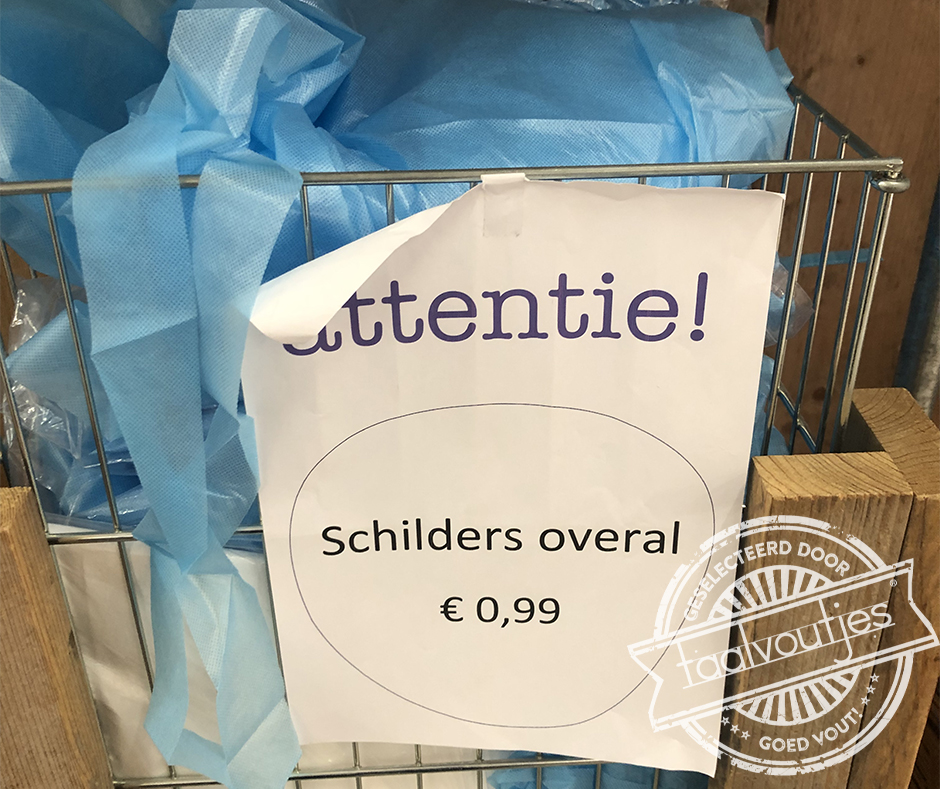 attentie!
Schilders overal
€ 0,99
GESELECTEERD DOOR
taalvoutjes®
GOED VOUT!